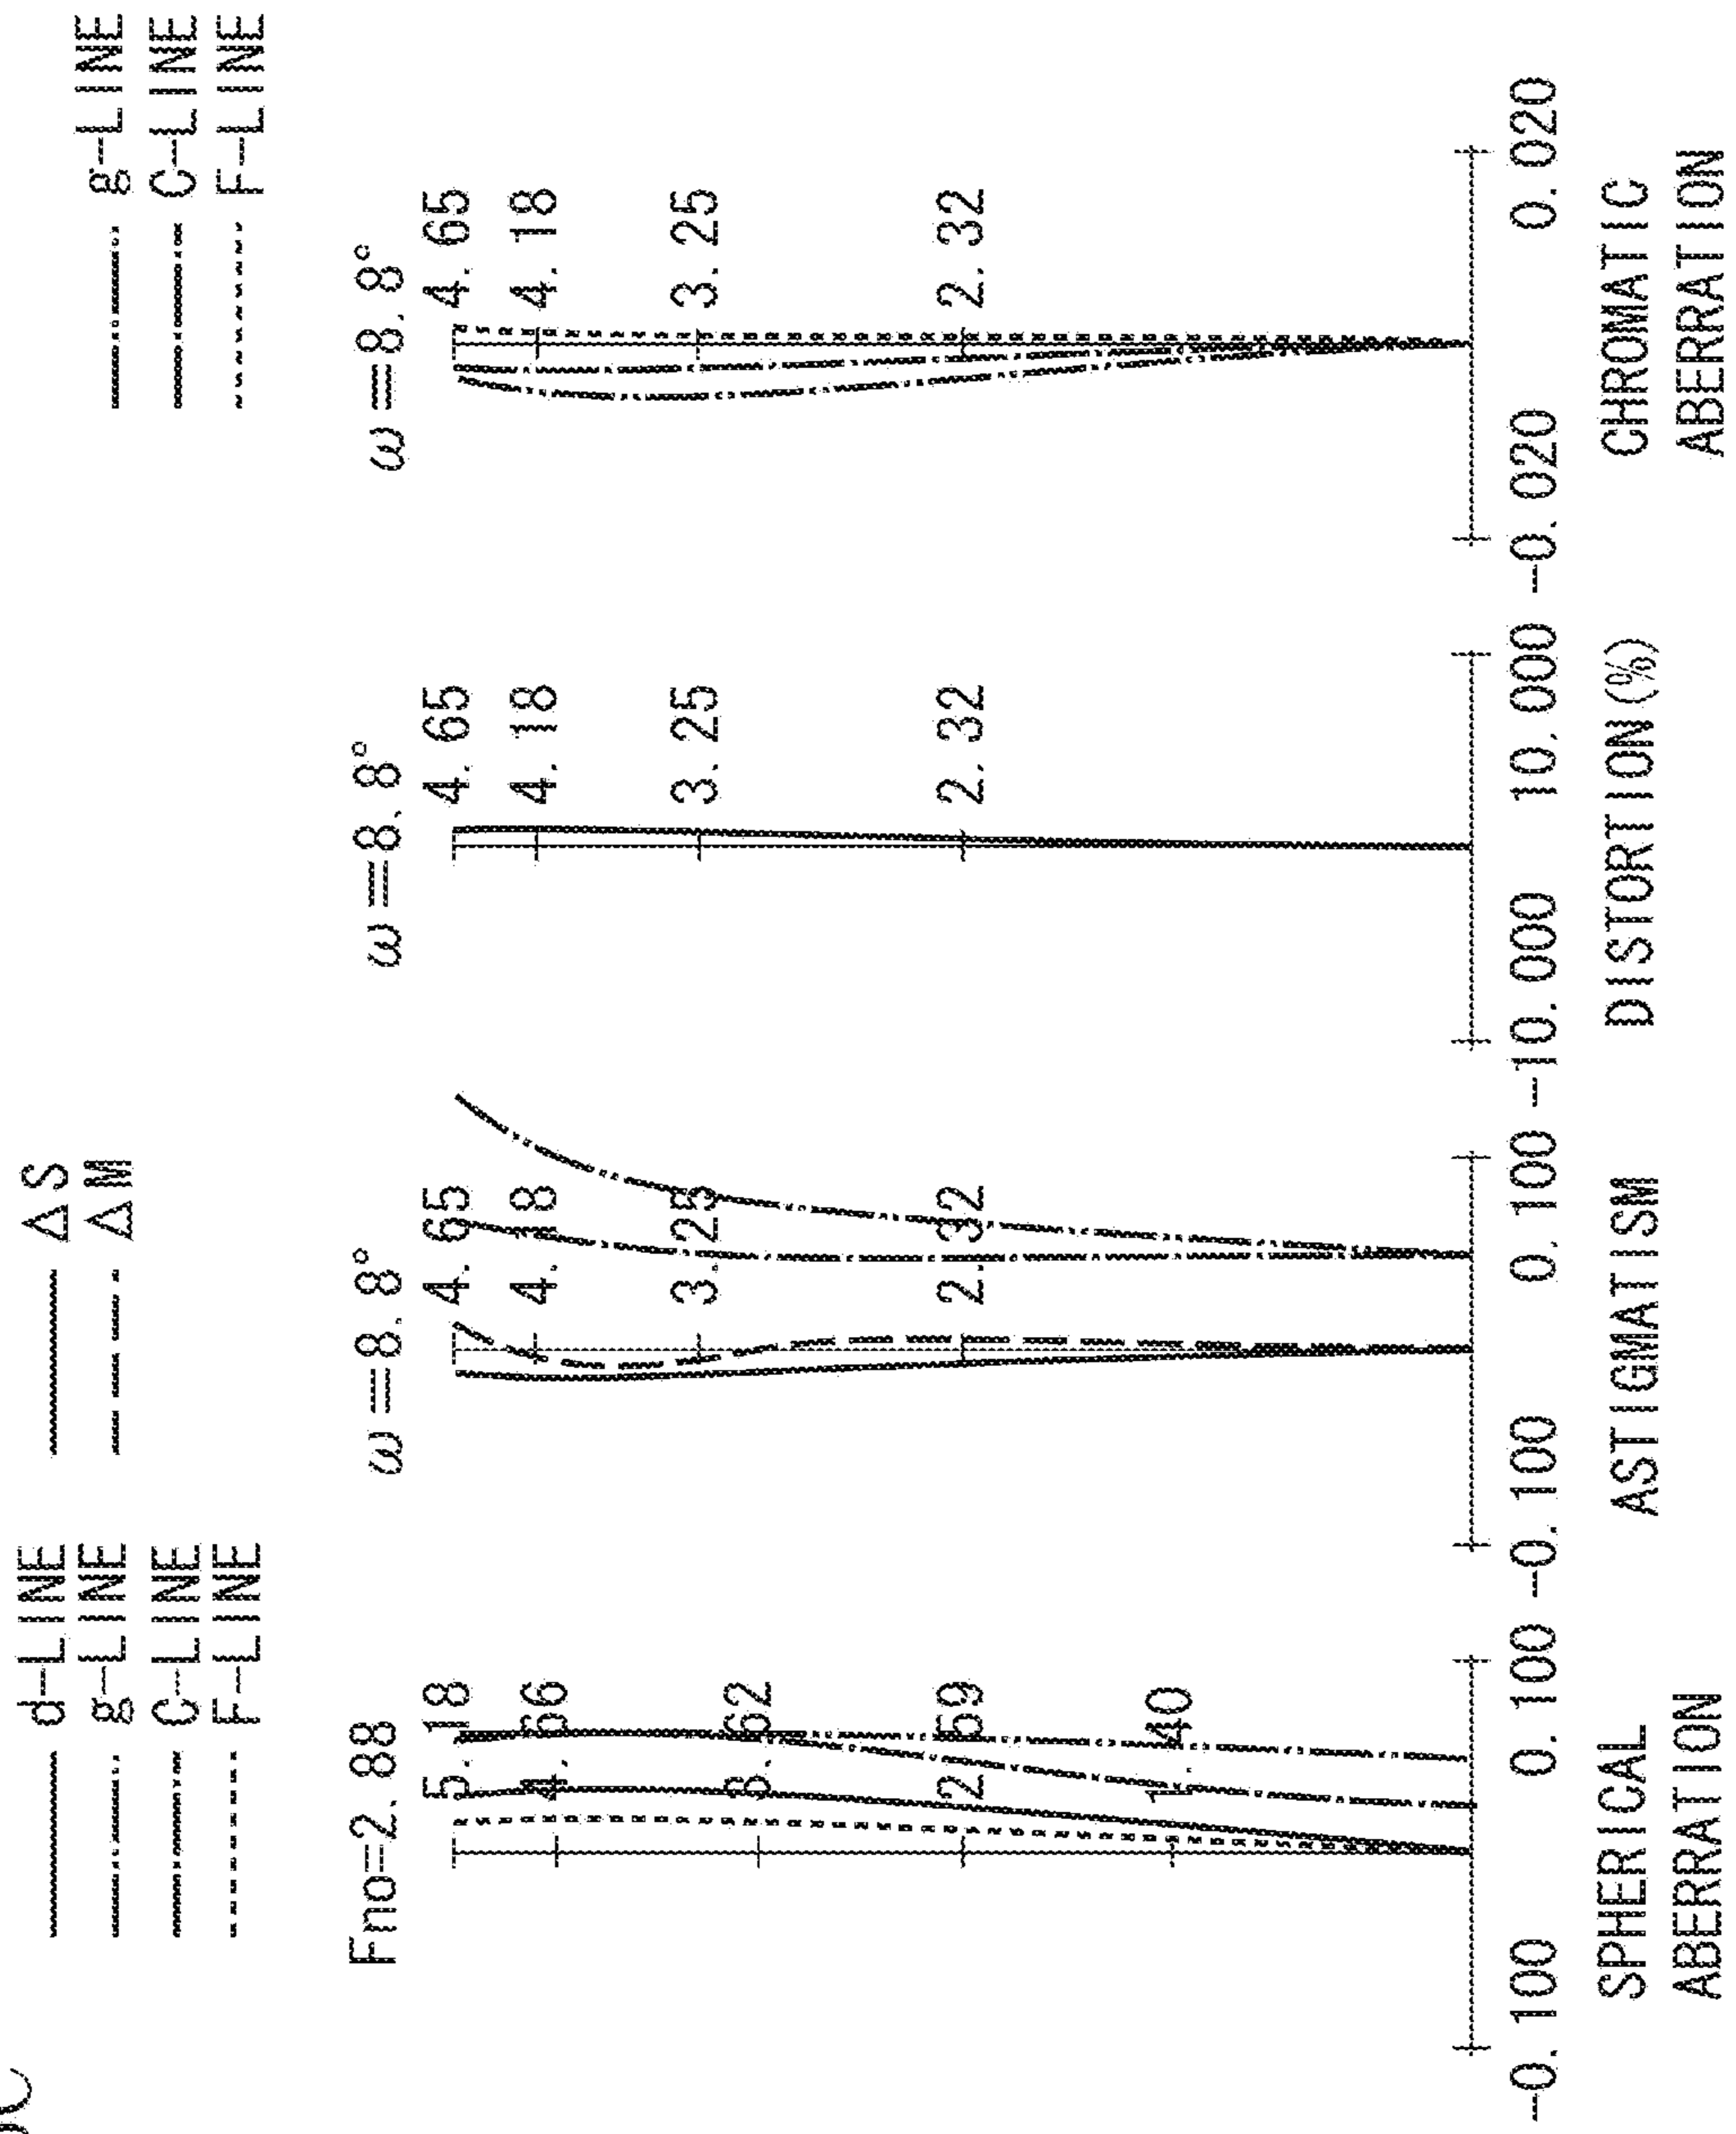 d-LINE
g-LINE
C-LINE
F-LINE
ΔS
ΔM
g-LINE
C-LINE
F-LINE
Fno=2.88
5.18
4.66
3.62
2.59
1.40
-0.100 0.100
SPHERICAL
ABERRATION
ω=8.8°
4.65
4.18
3.25
2.32
-0.100 0.100
ASTIGMATISM
ω=8.8°
4.65
4.18
3.25
2.32
-10.000 10.000
DISTORTION(%)
ω=8.8°
4.65
4.18
3.25
2.32
-0.020 0.020
CHROMATIC
ABERRATION